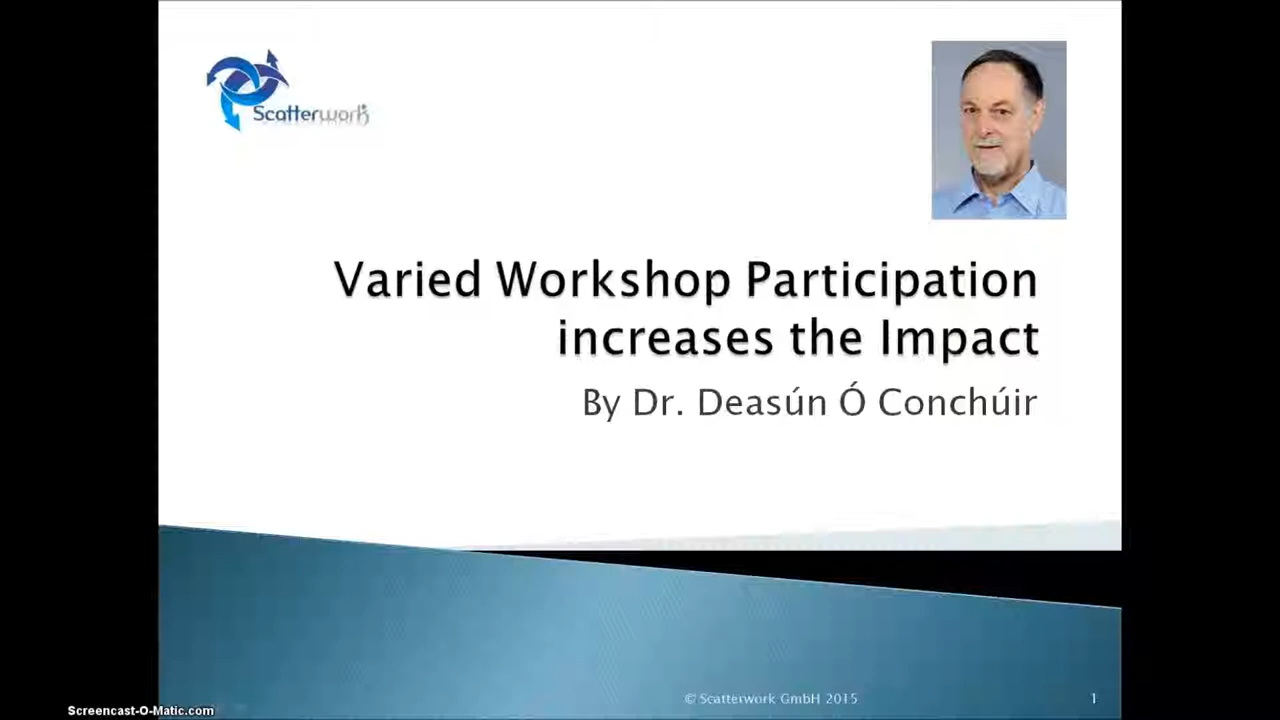 Scatterwork
Varied Workshop Participation
increases the Impact
By Dr. Deasún Ó Conchúir
© Scatterwork GmbH 2015
1
Screencast-O-Matic.com